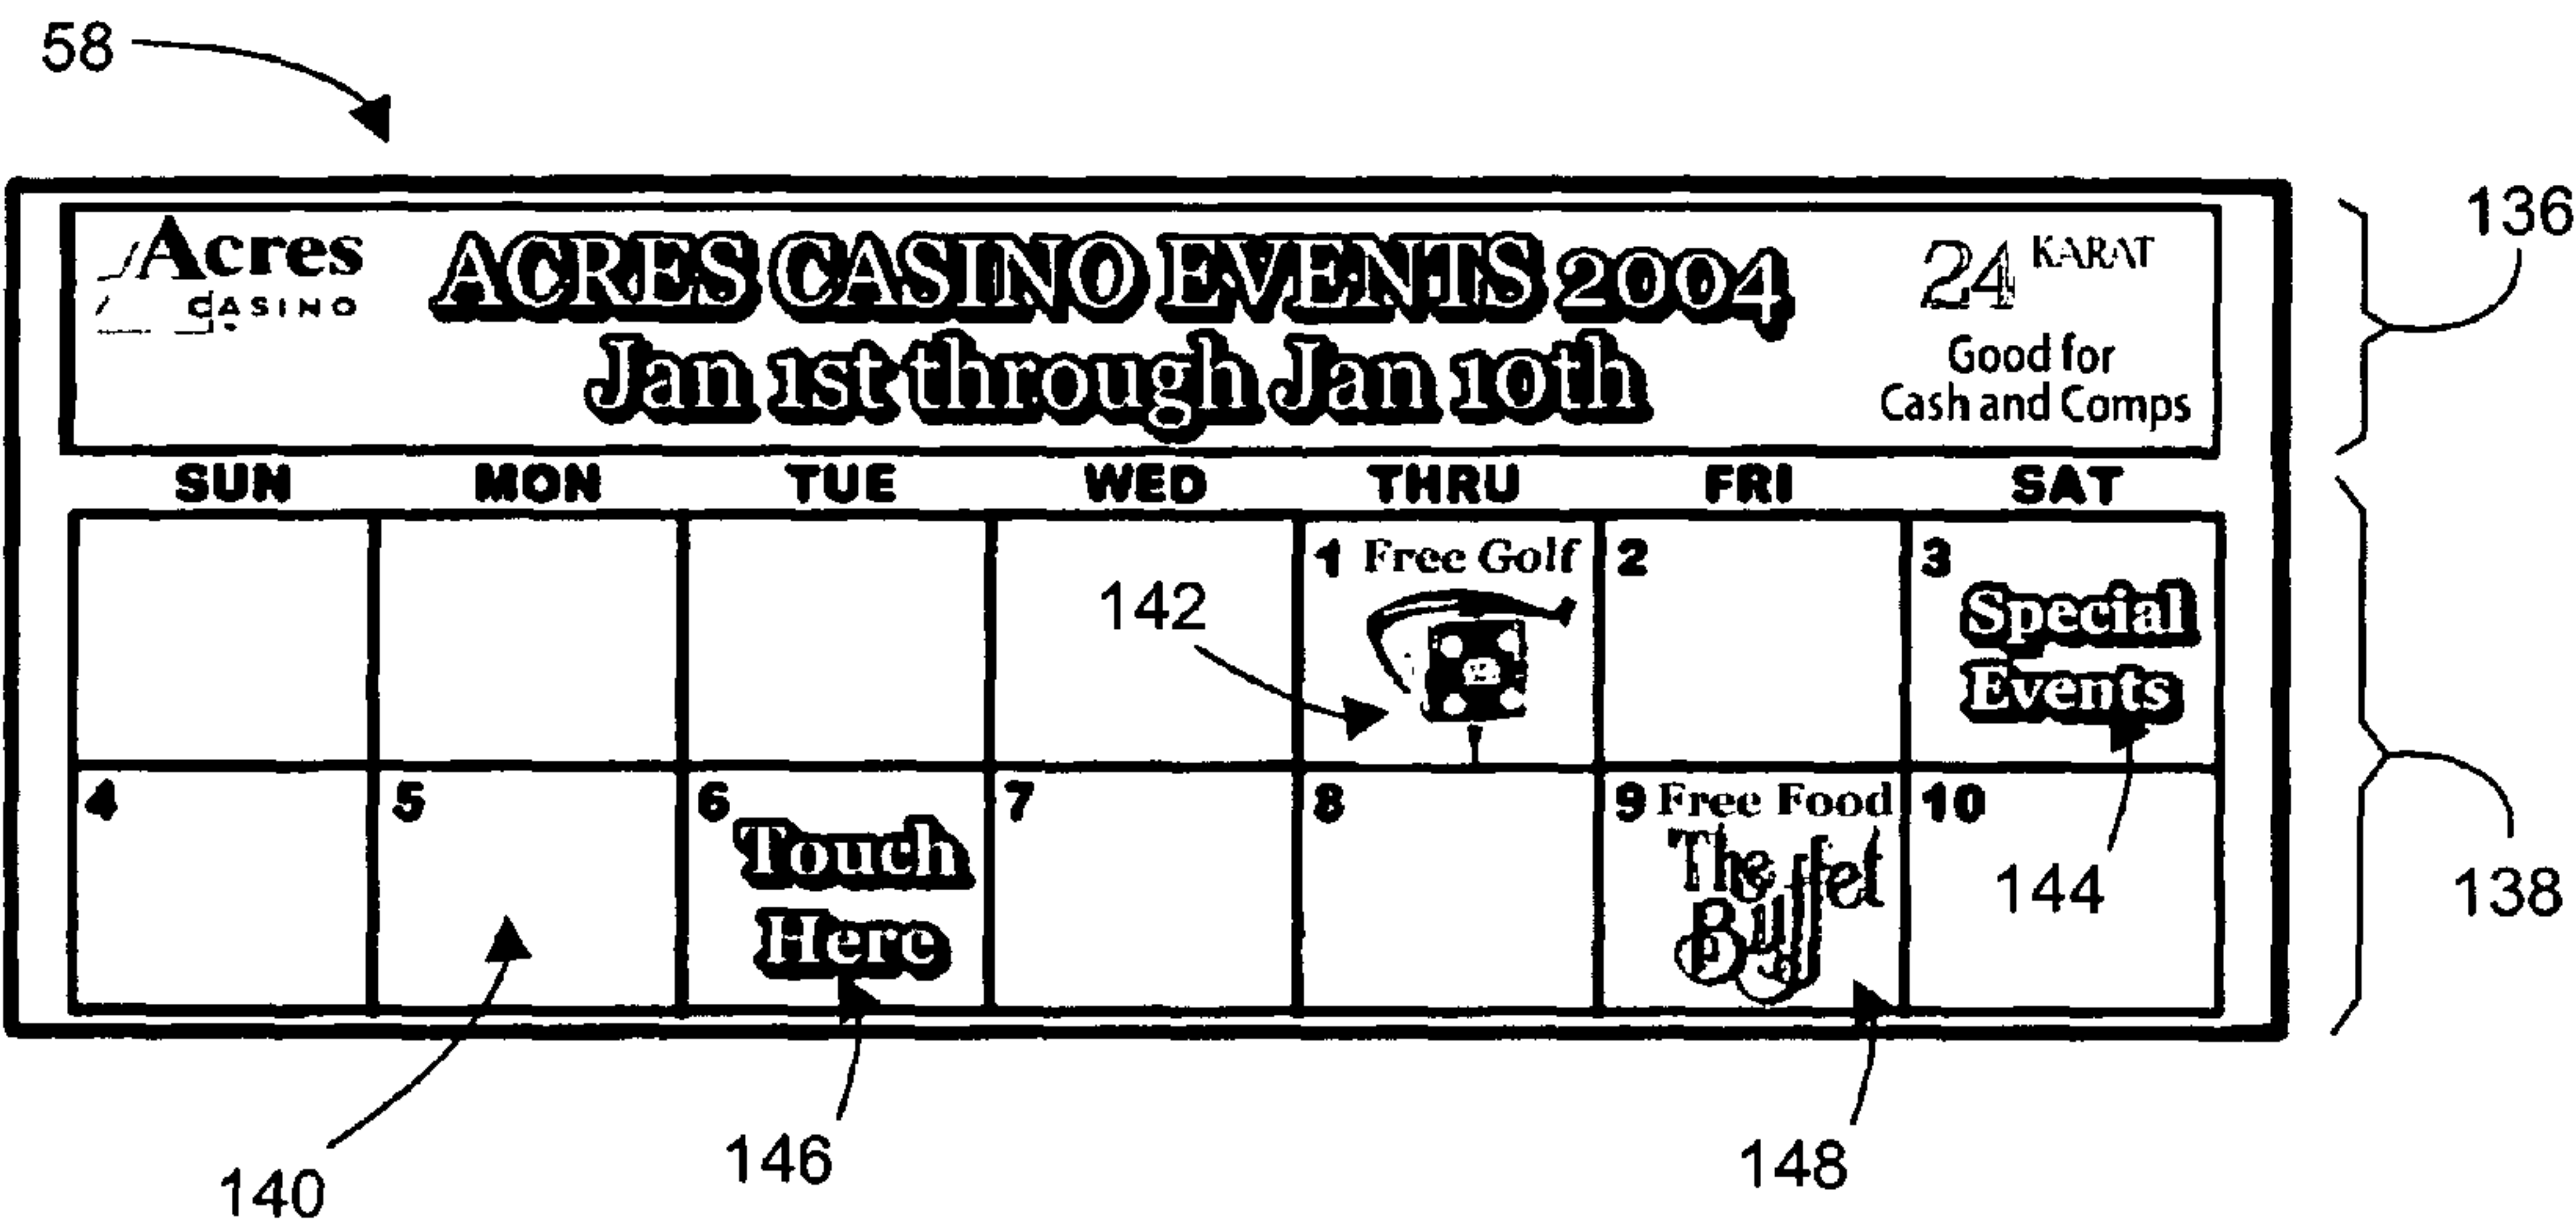 58
136
Acres
CASINO
ACRES CASINO EVENTS 2004
Jan 1st through Jan 10th
24 KARAT
Good for
Cash and Comps
SUN MON TUE WED THRU FRI SAT
1 Free Golf 2 3
Special
Events
142
4 5 6 7 8 9 Free Food 10
Touch
Here
The
Buffet
144
138
140
146
148